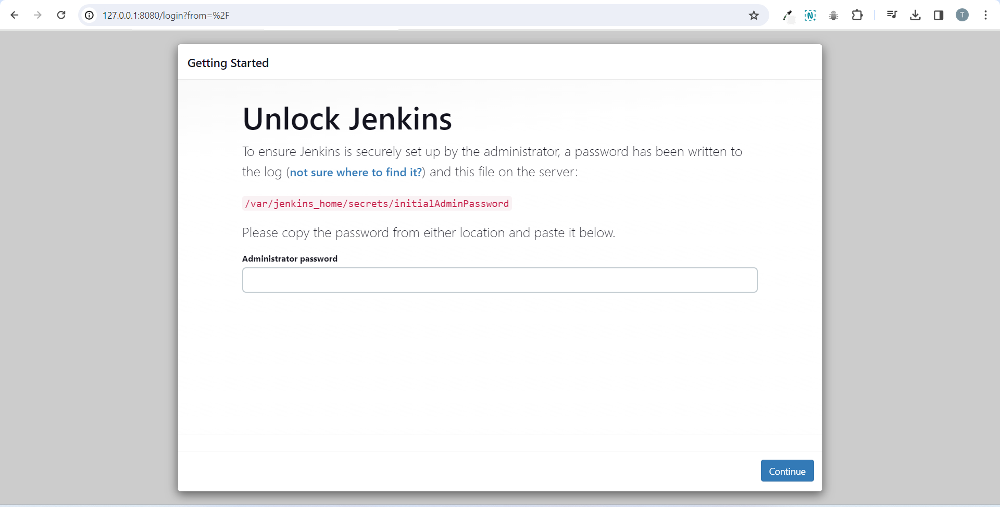 127.0.0.1:8080/login?from=%2F
T
Getting Started
Unlock Jenkins
To ensure Jenkins is securely set up by the administrator, a password has been written to
the log (not sure where to find it?) and this file on the server:
/var/jenkins_home/secrets/initialAdminPassword
Please copy the password from either location and paste it below.
Administrator password
Continue